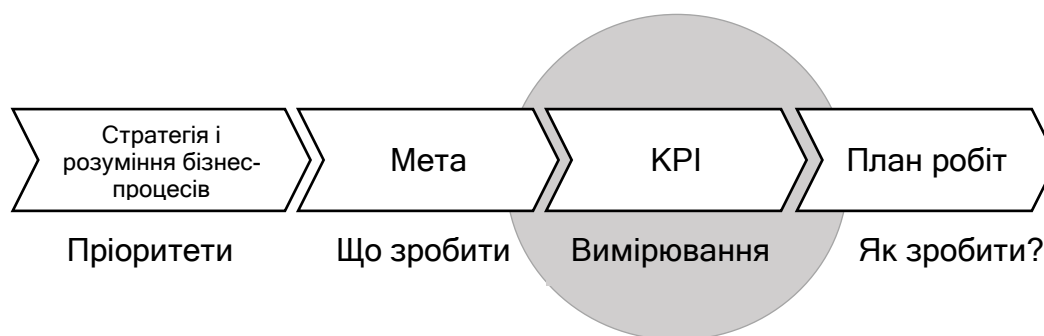 Стратегія і
розуміння бізнес-
процесів
Мета
KPI
План робіт
Пріоритети
Що зробити
Вимірювання
Як зробити?